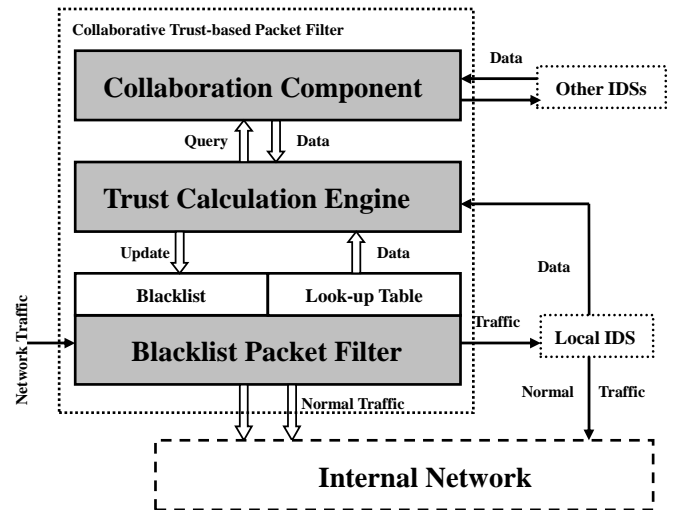 Collaborative Trust-based Packet Filter
Collaboration Component
Data
Other IDSs
Query
Data
Trust Calculation Engine
Update
Data
Data
Blacklist
Look-up Table
Network Traffic
Blacklist Packet Filter
Traffic
Local IDS
Normal Traffic
Normal Traffic
Internal Network